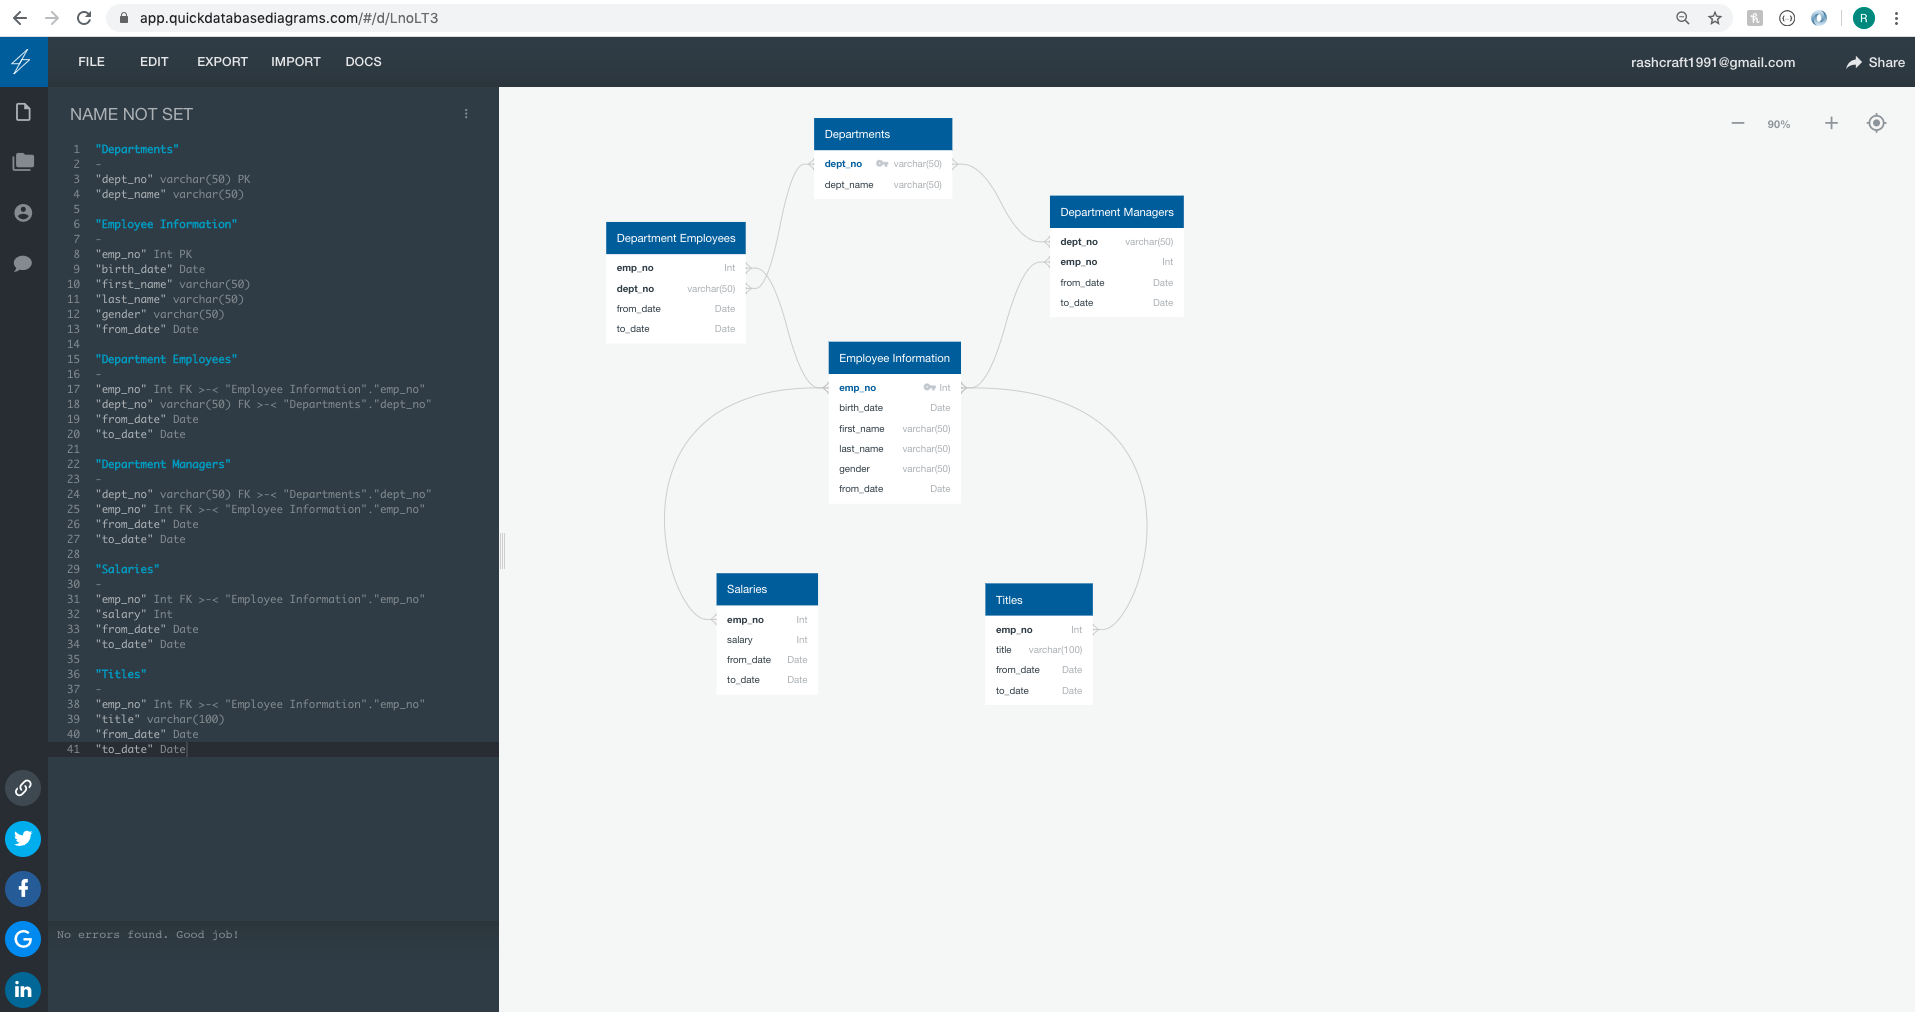 app.quickdatabasediagrams.com/#/d/LnoLT3
R
FILE EDIT EXPORT IMPORT DOCS
rashcraft1991@gmail.com Share
NAME NOT SET
1 "Departments"
2 -
3 "dept_no" varchar(50) PK
4 "dept_name" varchar(50)
5
6 "Employee Information"
7 -
8 "emp_no" Int PK
9 "birth_date" Date
10 "first_name" varchar(50)
11 "last_name" varchar(50)
12 "gender" varchar(50)
13 "from_date" Date
14
15 "Department Employees"
16 -
17 "emp_no" Int FK >-< "Employee Information"."emp_no"
18 "dept_no" varchar(50) FK >-< "Departments"."dept_no"
19 "from_date" Date
20 "to_date" Date
21
22 "Department Managers"
23 -
24 "dept_no" varchar(50) FK >-< "Departments"."dept_no"
25 "emp_no" Int FK >-< "Employee Information"."emp_no"
26 "from_date" Date
27 "to_date" Date
28
29 "Salaries"
30 -
31 "emp_no" Int FK >-< "Employee Information"."emp_no"
32 "salary" Int
33 "from_date" Date
34 "to_date" Date
35
36 "Titles"
37 -
38 "emp_no" Int FK >-< "Employee Information"."emp_no"
39 "title" varchar(100)
40 "from_date" Date
41 "to_date" Date
No errors found. Good job!
90%
Departments
dept_no varchar(50)
dept_name varchar(50)
Department Employees
emp_no Int
dept_no varchar(50)
from_date Date
to_date Date
Department Managers
dept_no varchar(50)
emp_no Int
from_date Date
to_date Date
Employee Information
emp_no Int
birth_date Date
first_name varchar(50)
last_name varchar(50)
gender varchar(50)
from_date Date
Salaries
emp_no Int
salary Int
from_date Date
to_date Date
Titles
emp_no Int
title varchar(100)
from_date Date
to_date Date
f
G
in